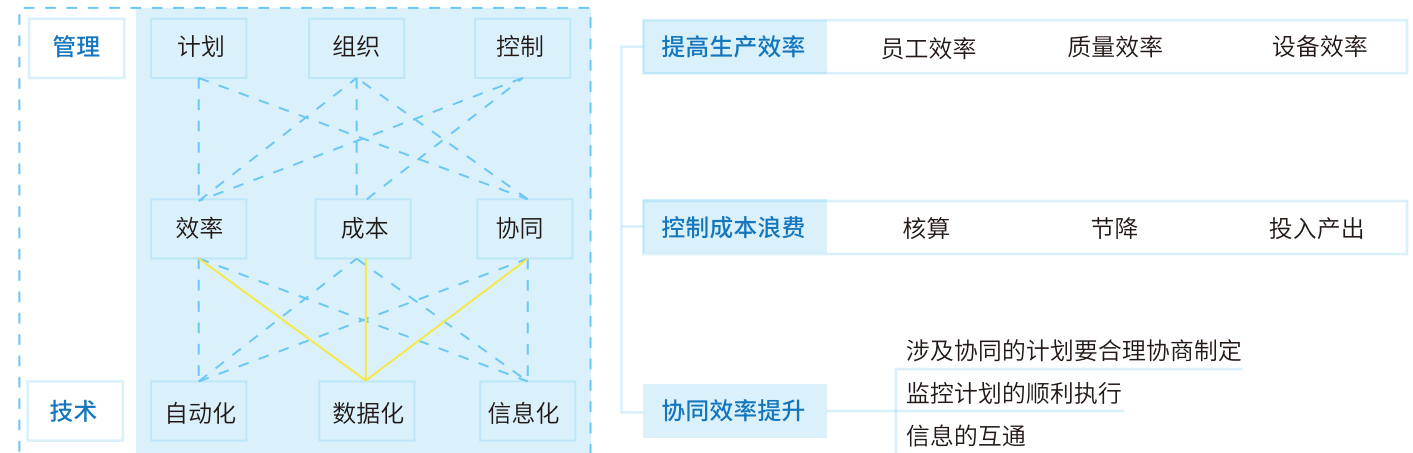 管理
计划
组织
控制
效率
成本
协同
技术
自动化
数据化
信息化
提高生产效率
员工效率
质量效率
设备效率
控制成本浪费
核算
节降
投入产出
协同效率提升
涉及协同的计划要合理协商制定
监控计划的顺利执行
信息的互通